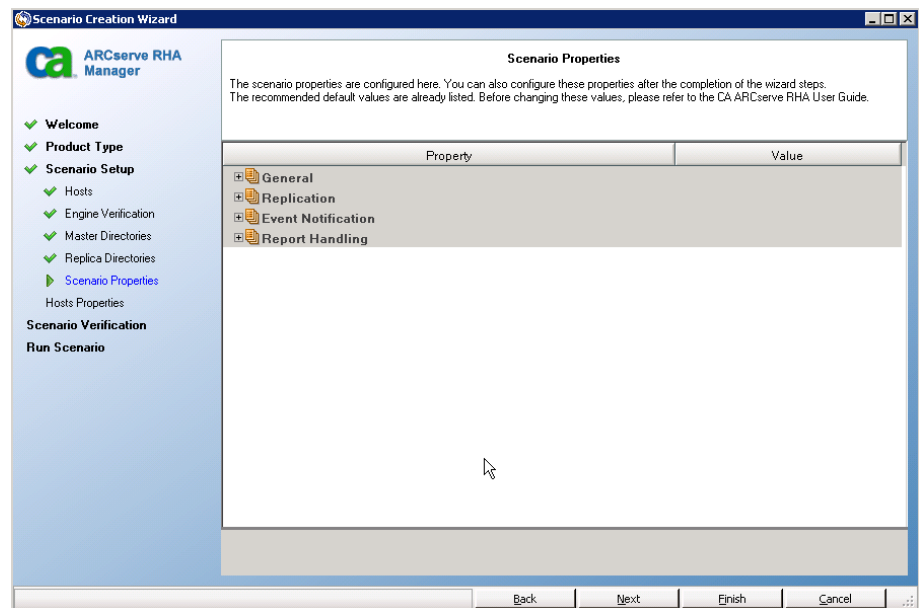 Scenario Creation Wizard
ca
ARCserve RHA
Manager
Welcome
Product Type
Scenario Setup
Hosts
Engine Verification
Master Directories
Replica Directories
Scenario Properties
Hosts Properties
Scenario Verification
Run Scenario
Scenario Properties
The scenario properties are configured here. You can also configure these properties after the completion of the wizard steps.
The recommended default values are already listed. Before changing these values, please refer to the CA ARCserve RHA User Guide.
Property Value
General
Replication
Event Notification
Report Handling
Back Next Finish Cancel